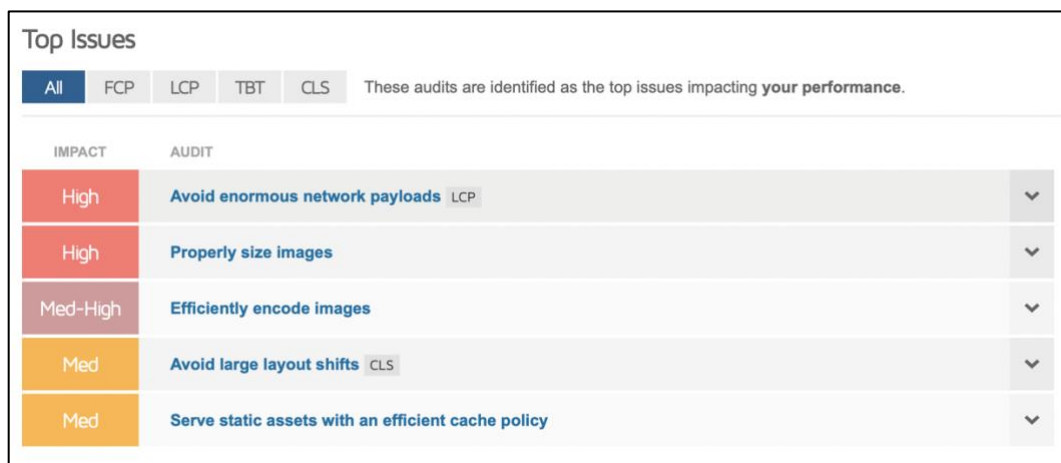 Top Issues
All FCP LCP TBT CLS These audits are identified as the top issues impacting your performance.
IMPACT AUDIT
High Avoid enormous network payloads LCP
High Properly size images
Med-High Efficiently encode images
Med Avoid large layout shifts CLS
Med Serve static assets with an efficient cache policy